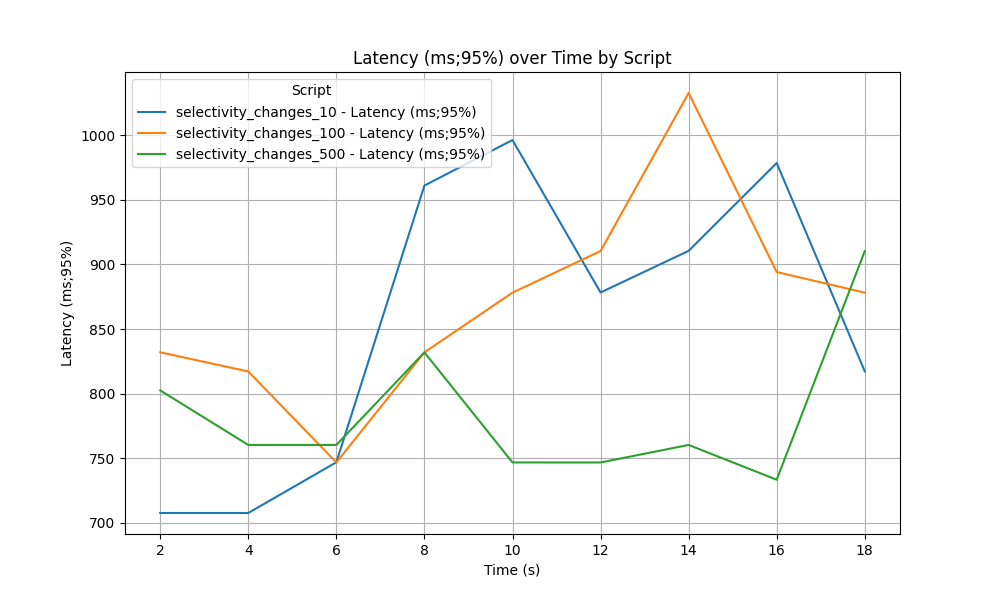 Latency (ms;95%) over Time by Script
Script
selectivity_changes_10 - Latency (ms;95%)
selectivity_changes_100 - Latency (ms;95%)
selectivity_changes_500 - Latency (ms;95%)
Latency (ms;95%)
1000
950
900
850
800
750
700
2 4 6 8 10 12 14 16 18
Time (s)